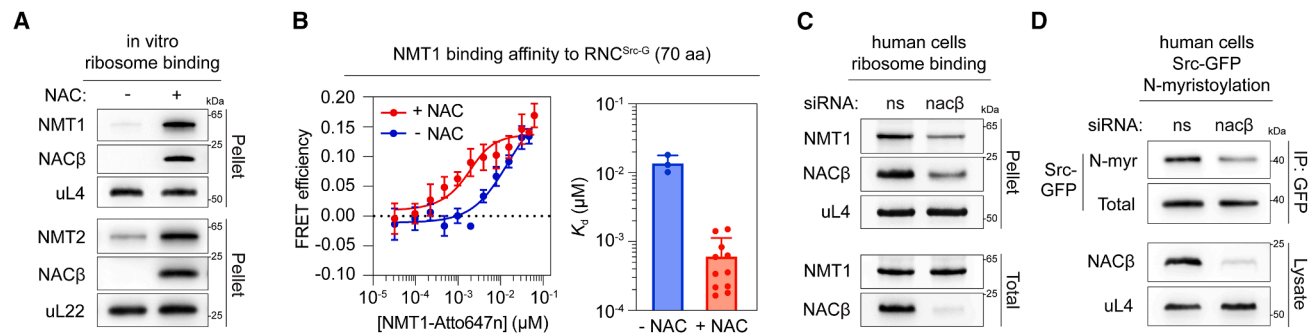 A
in vitro
ribosome binding
NAC: - +
kDa
NMT1
65
NACβ
25
uL4
50
Pellet
NMT2
65
NACβ
25
uL22
25
Pellet
B
NMT1 binding affinity to RNC^Src-G (70 aa)
FRET efficiency
0.20
0.15
0.10
0.05
0.00
-0.05
-0.10
+ NAC
- NAC
10^-5 10^-4 10^-3 10^-2 10^-1
[NMT1-Atto647n] (µM)
K_d (µM)
10^-1
10^-2
10^-3
10^-4
- NAC + NAC
C
human cells
ribosome binding
siRNA: ns nacβ
kDa
NMT1
65
NACβ
25
uL4
50
Pellet
NMT1
65
NACβ
25
Total
D
human cells
Src-GFP
N-myristoylation
siRNA: ns nacβ
kDa
Src-
GFP
N-myr
40
Total
40
IP: GFP
NACβ
25
uL4
50
Lysate